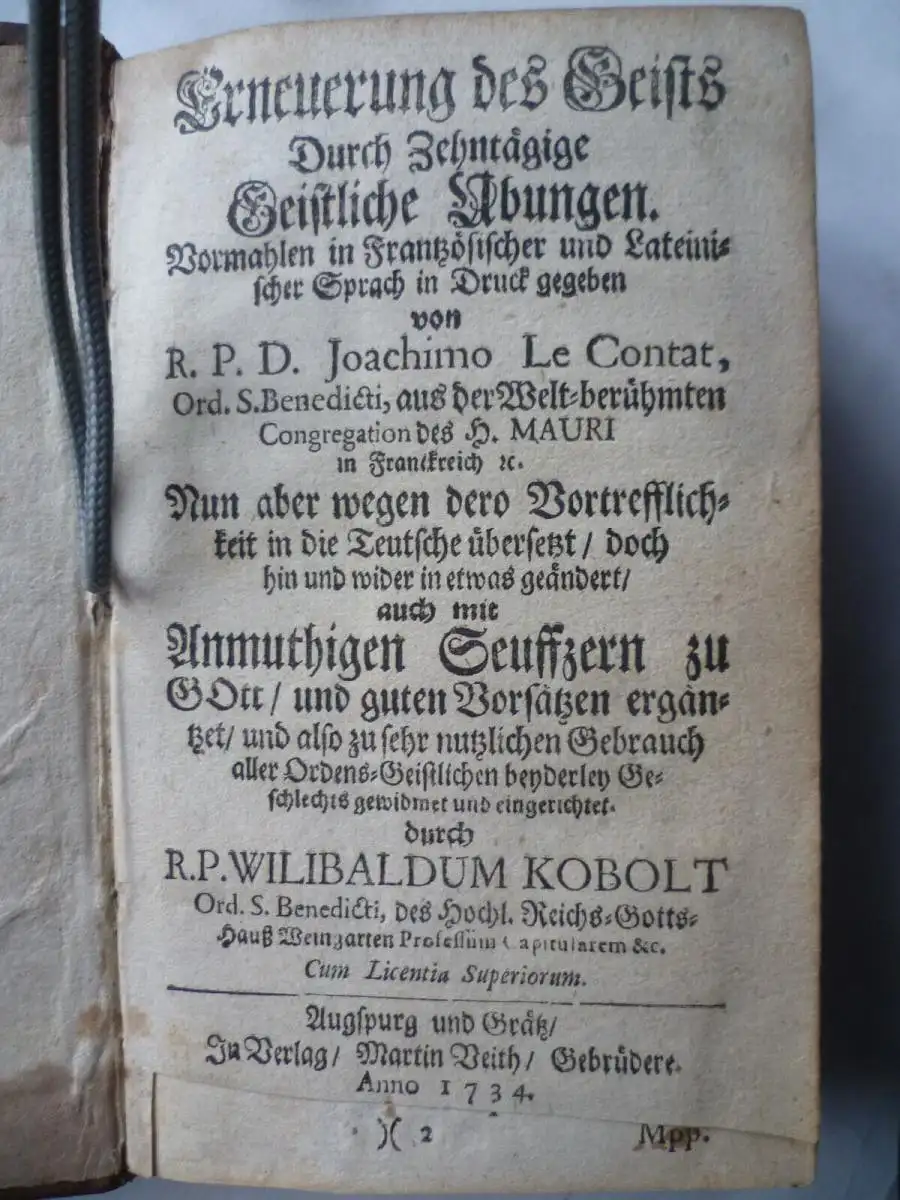 Erneuerung des Geists
Durch Zehntägige
Geistliche Übungen.
Vormahlen in Frantzösischer und Lateini-
scher Sprach in Druck gegeben
von
R. P. D. Joachimo Le Contat,
Ord. S. Benedicti, aus der Welt-berühmten
Congregation des H. MAURI
in Franckreich ꝛc.
Nun aber wegen dero Vortrefflich-
keit in die Teutsche übersetzt/ doch
hin und wider in etwas geändert/
auch mit
Anmuthigen Seuffzern zu
GOtt/ und guten Vorsätzen ergän-
tzet/ und also zu sehr nutzlichen Gebrauch
aller Ordens-Geistlichen beyderley Ge-
schlechts gewidmet und eingerichtet.
durch
R.P. WILIBALDUM KOBOLT
Ord. S. Benedicti, des Hochl. Reichs-Gotts-
Hauß Weingarten Professum Capitularem &c.
Cum Licentia Superiorum.
Augspurg und Grätz/
In Verlag/ Martin Veith/ Gebrüdere.
Anno 1734.
)( 2 Mpp.